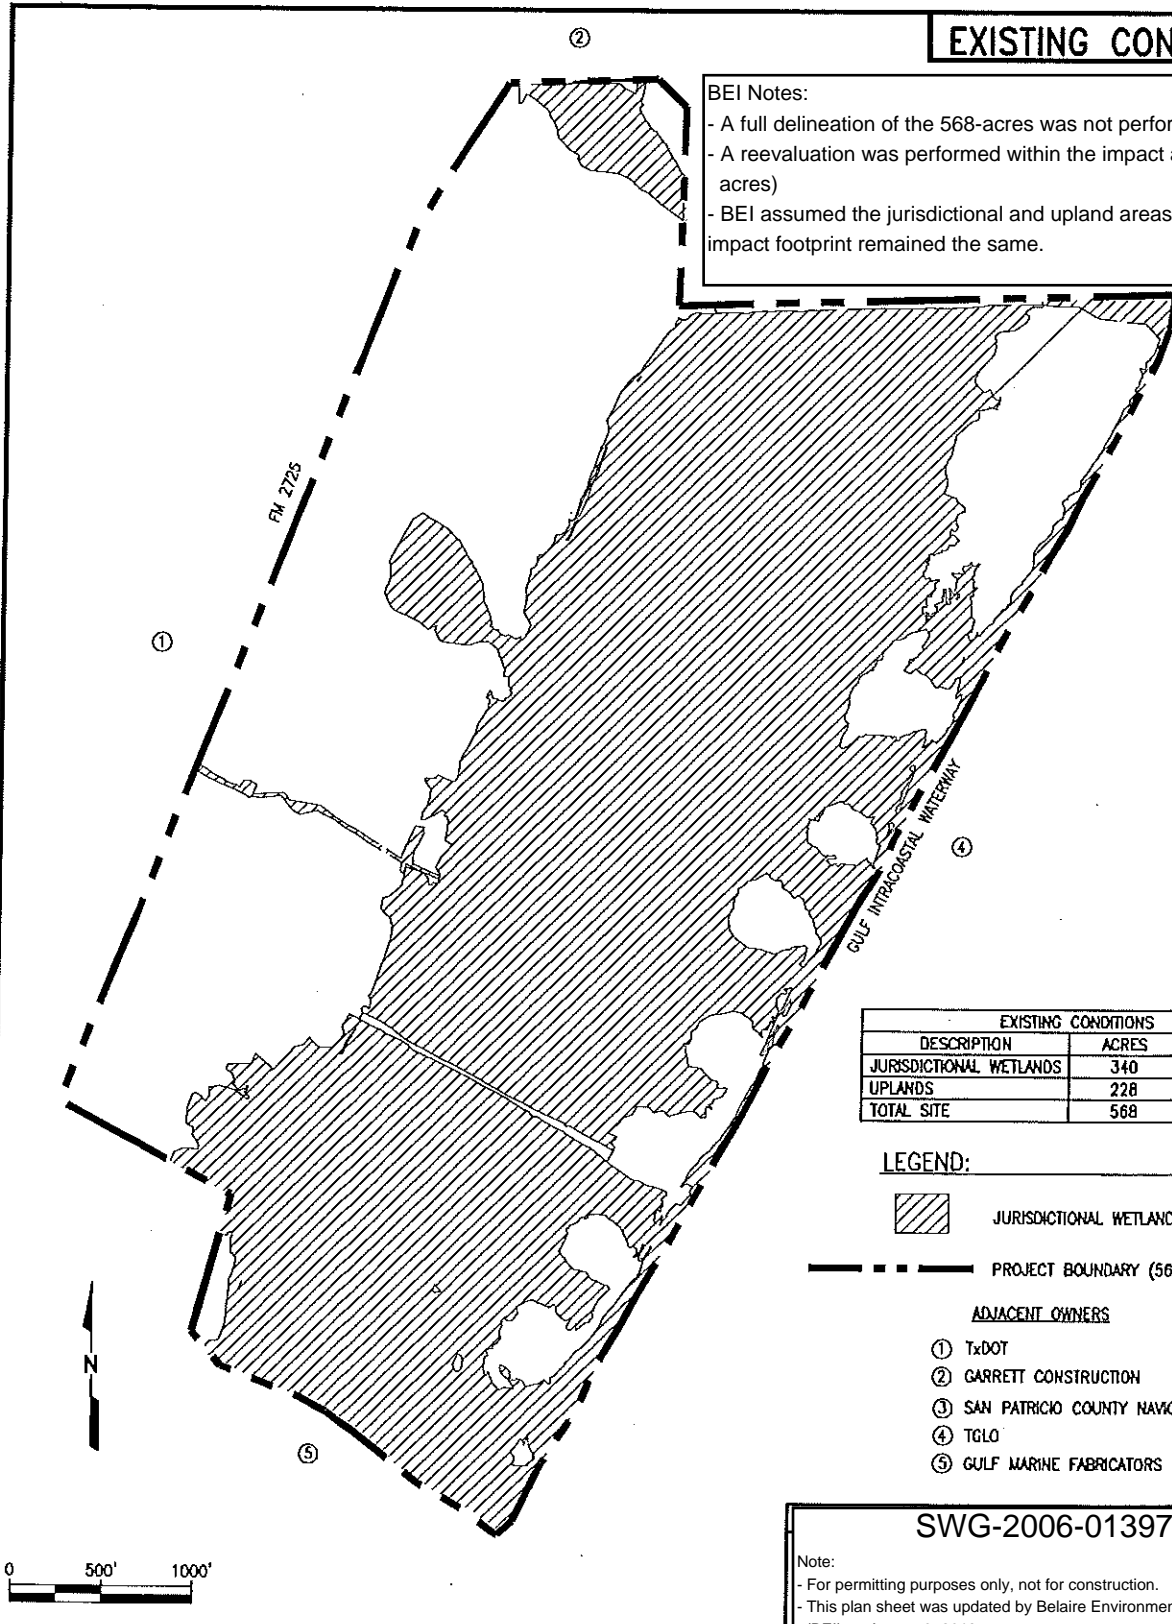 ②
EXISTING CON
BEI Notes:
- A full delineation of the 568-acres was not perfor
- A reevaluation was performed within the impact a
acres)
- BEI assumed the jurisdictional and upland areas
impact footprint remained the same.
FM 2725
①
GULF INTRACOASTAL WATERWAY
④
EXISTING CONDITIONS
DESCRIPTION ACRES
JURISDICTIONAL WETLANDS 340
UPLANDS 228
TOTAL SITE 568
LEGEND:
JURISDICTIONAL WETLAND
PROJECT BOUNDARY (56
ADJACENT OWNERS
① TxDOT
② GARRETT CONSTRUCTION
③ SAN PATRICIO COUNTY NAVIG
④ TGLO
⑤ GULF MARINE FABRICATORS
N
⑤
0 500' 1000'
SWG-2006-01397
Note:
- For permitting purposes only, not for construction.
- This plan sheet was updated by Belaire Environmen